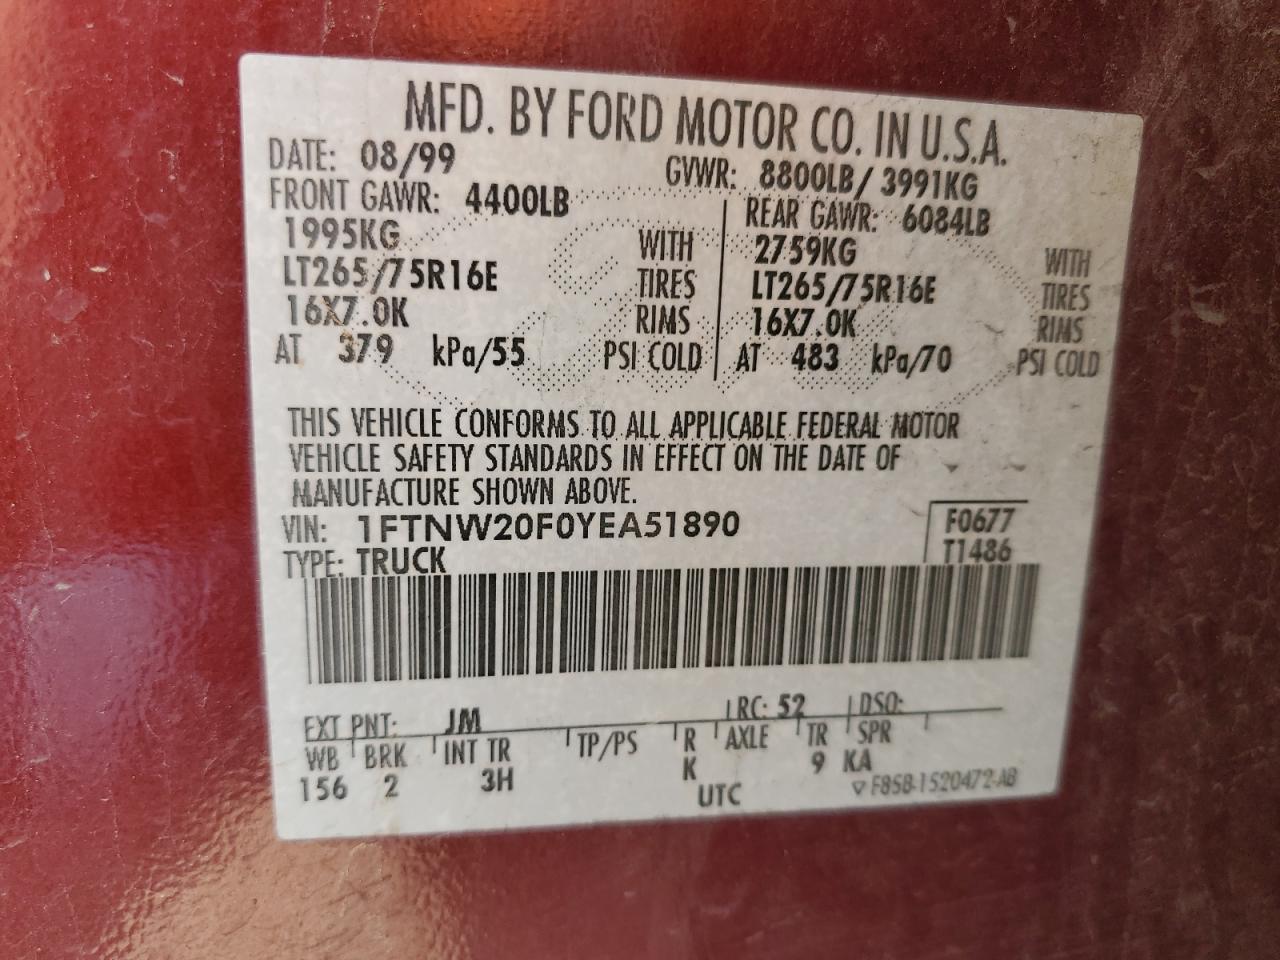 MFD. BY FORD MOTOR CO. IN U.S.A.
DATE: 08/99 GVWR: 8800LB/ 3991KG
FRONT GAWR: 4400LB REAR GAWR: 6084LB
1995KG WITH 2759KG WITH
LT265/75R16E TIRES LT265/75R16E TIRES
16X7.0K RIMS 16X7.0K RIMS
AT 379 kPa/55 PSI COLD AT 483 kPa/70 PSI COLD
THIS VEHICLE CONFORMS TO ALL APPLICABLE FEDERAL MOTOR
VEHICLE SAFETY STANDARDS IN EFFECT ON THE DATE OF
MANUFACTURE SHOWN ABOVE.
VIN: 1FTNW20F0YEA51890 F0677
TYPE: TRUCK T1486
EXT PNT: JM RC: 52 DSO:
WB BRK INT TR TP/PS R AXLE TR SPR
156 2 3H K 9 KA
UTC F85B-1520472-AB